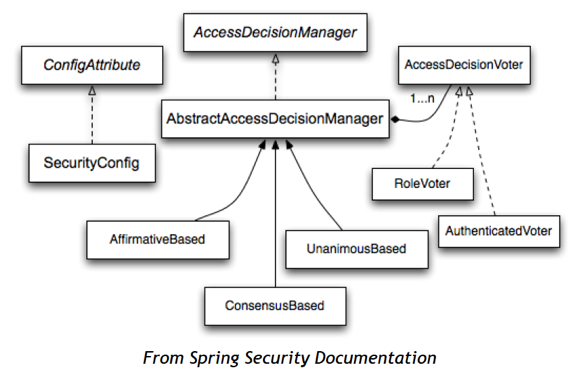 AccessDecisionManager
ConfigAttribute
AccessDecisionVoter
1...n
AbstractAccessDecisionManager
SecurityConfig
RoleVoter
AffirmativeBased
UnanimousBased
AuthenticatedVoter
ConsensusBased
From Spring Security Documentation